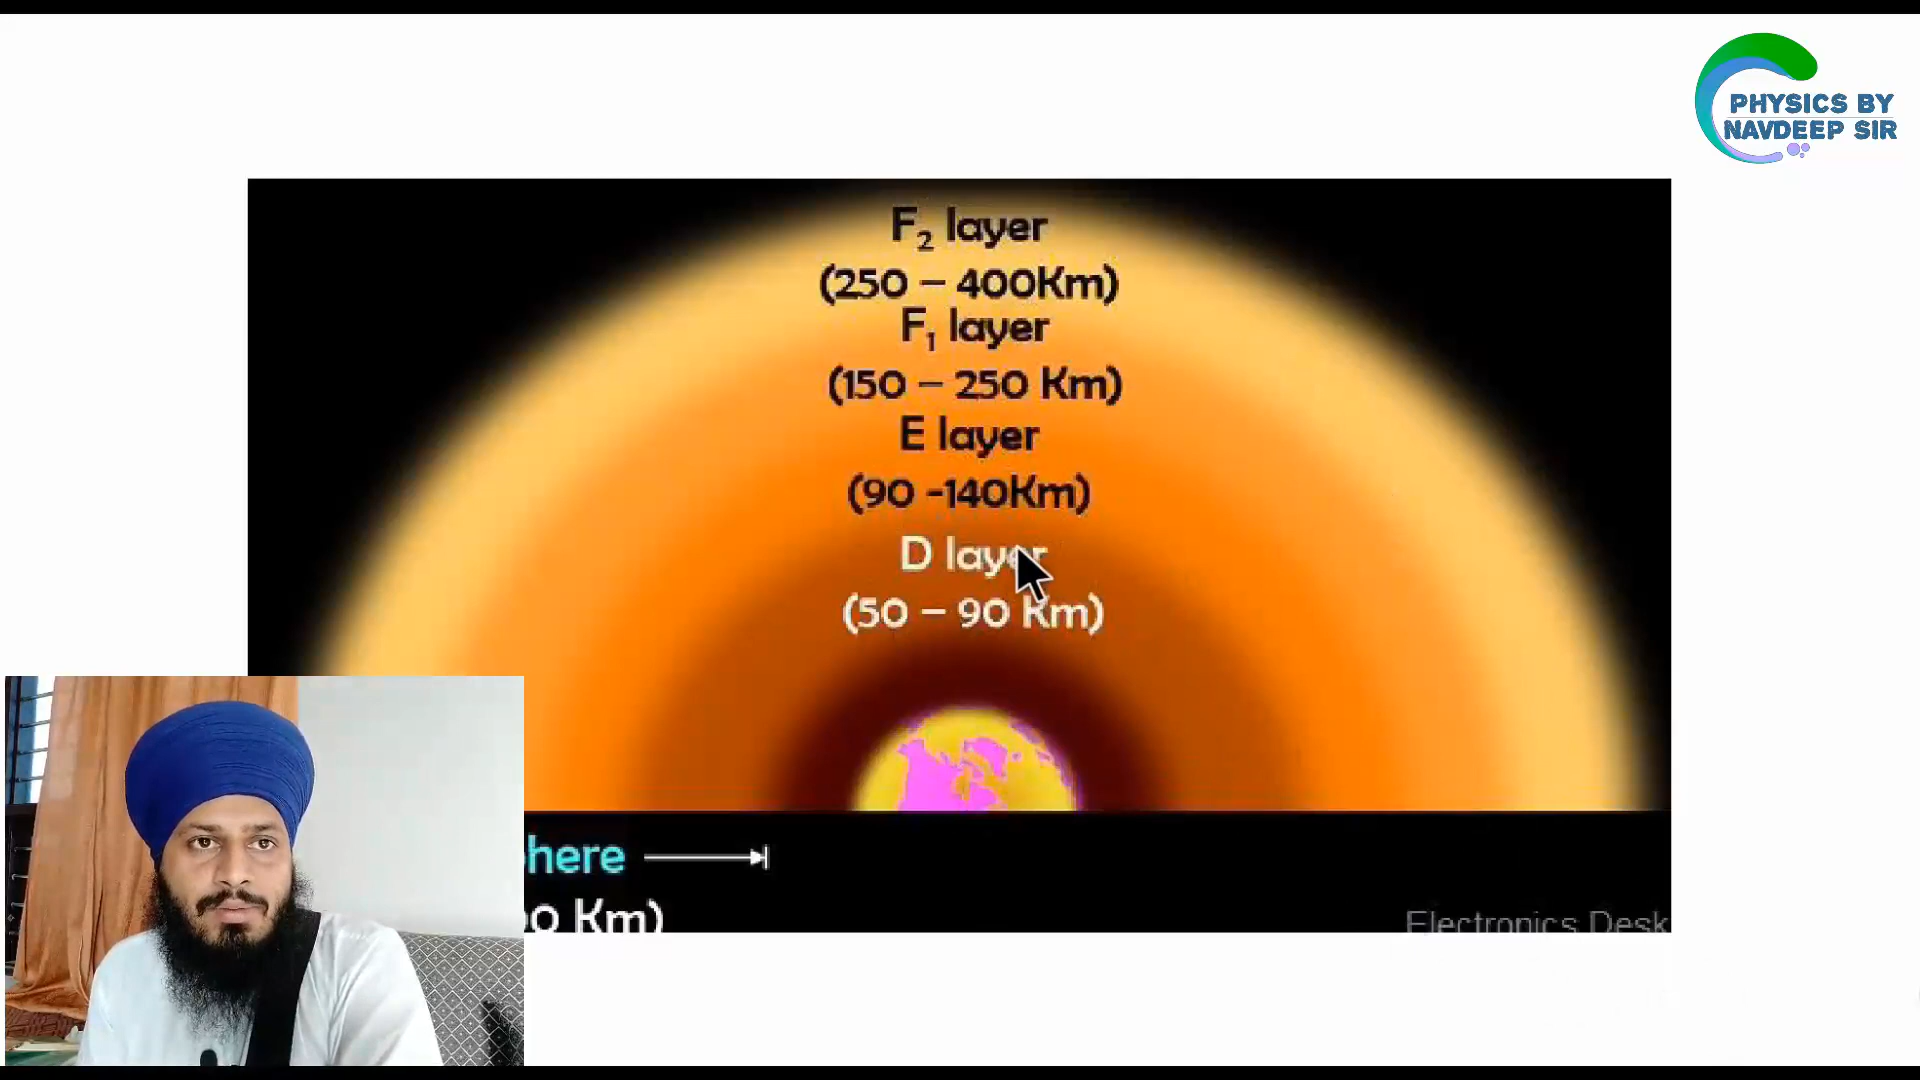 PHYSICS BY
NAVDEEP SIR
F₂ layer
(250 – 400Km)
F₁ layer
(150 – 250 Km)
E layer
(90 -140Km)
D layer
(50 – 90 Km)
Km)
Electronics Desk